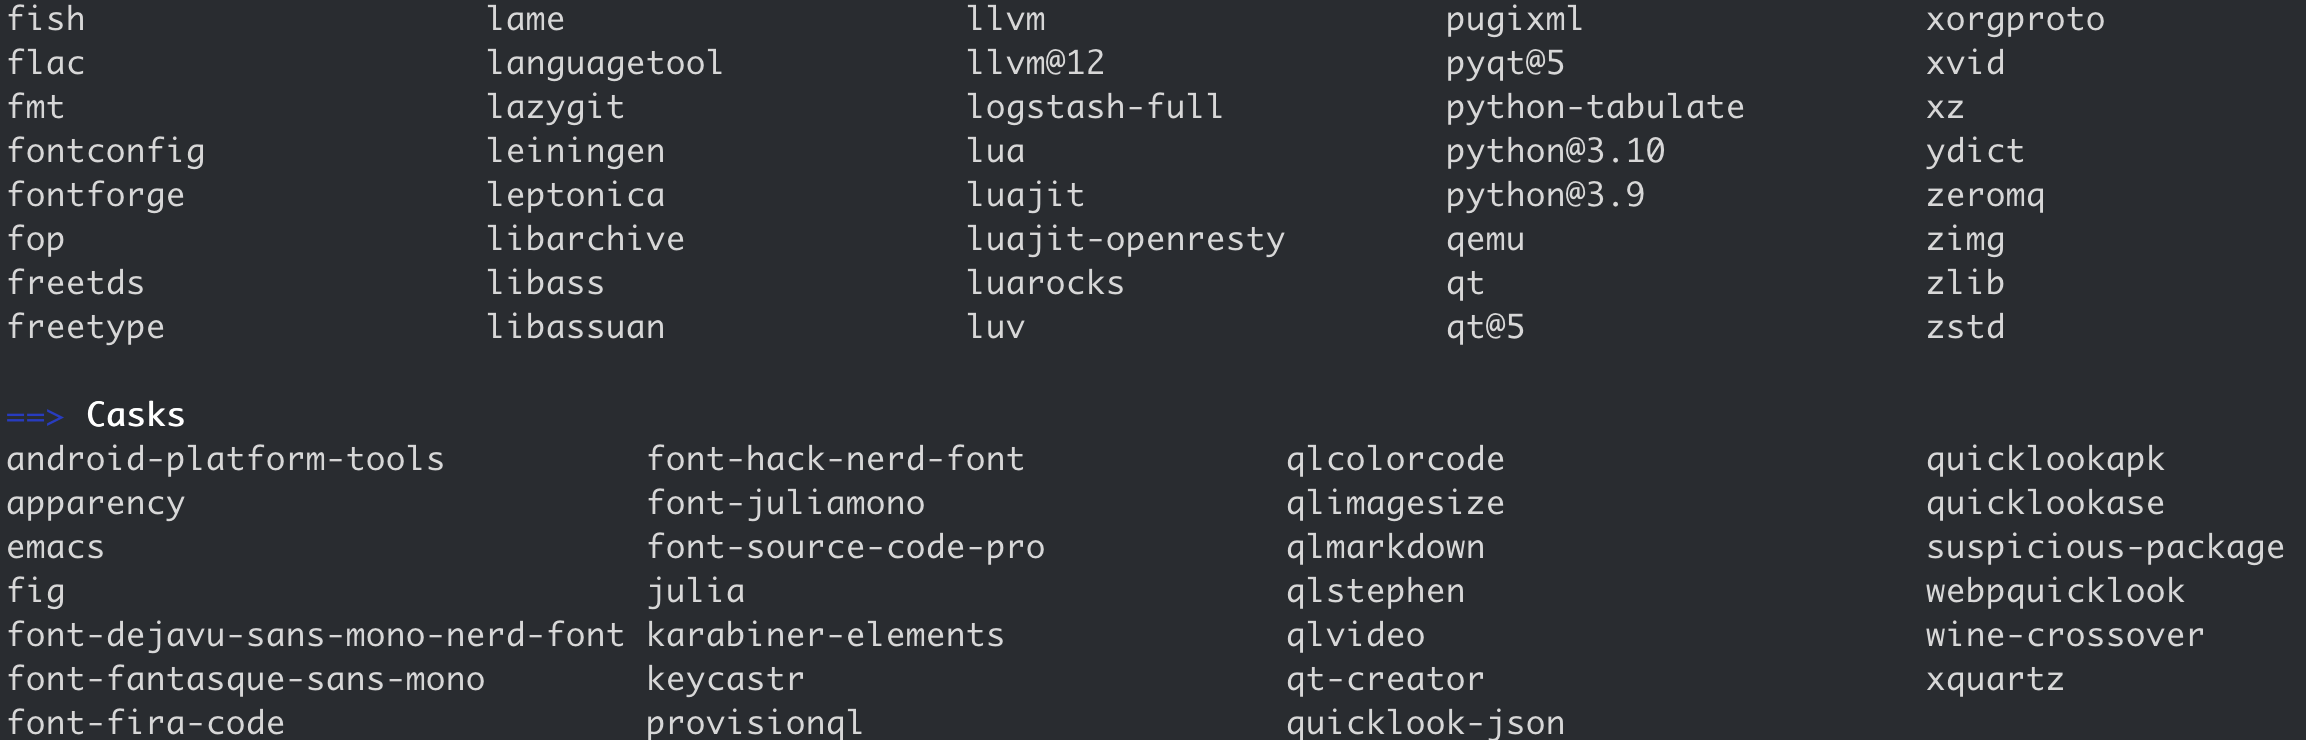 fish lame llvm pugixml xorgproto
flac languagetool llvm@12 pyqt@5 xvid
fmt lazygit logstash-full python-tabulate xz
fontconfig leiningen lua python@3.10 ydict
fontforge leptonica luajit python@3.9 zeromq
fop libarchive luajit-openresty qemu zimg
freetds libass luarocks qt zlib
freetype libassuan luv qt@5 zstd
==> Casks
android-platform-tools font-hack-nerd-font qlcolorcode quicklookapk
apparency font-juliamono qlimagesize quicklookase
emacs font-source-code-pro qlmarkdown suspicious-package
fig julia qlstephen webpquicklook
font-dejavu-sans-mono-nerd-font karabiner-elements qlvideo wine-crossover
font-fantasque-sans-mono keycastr qt-creator xquartz
font-fira-code provisionql quicklook-json